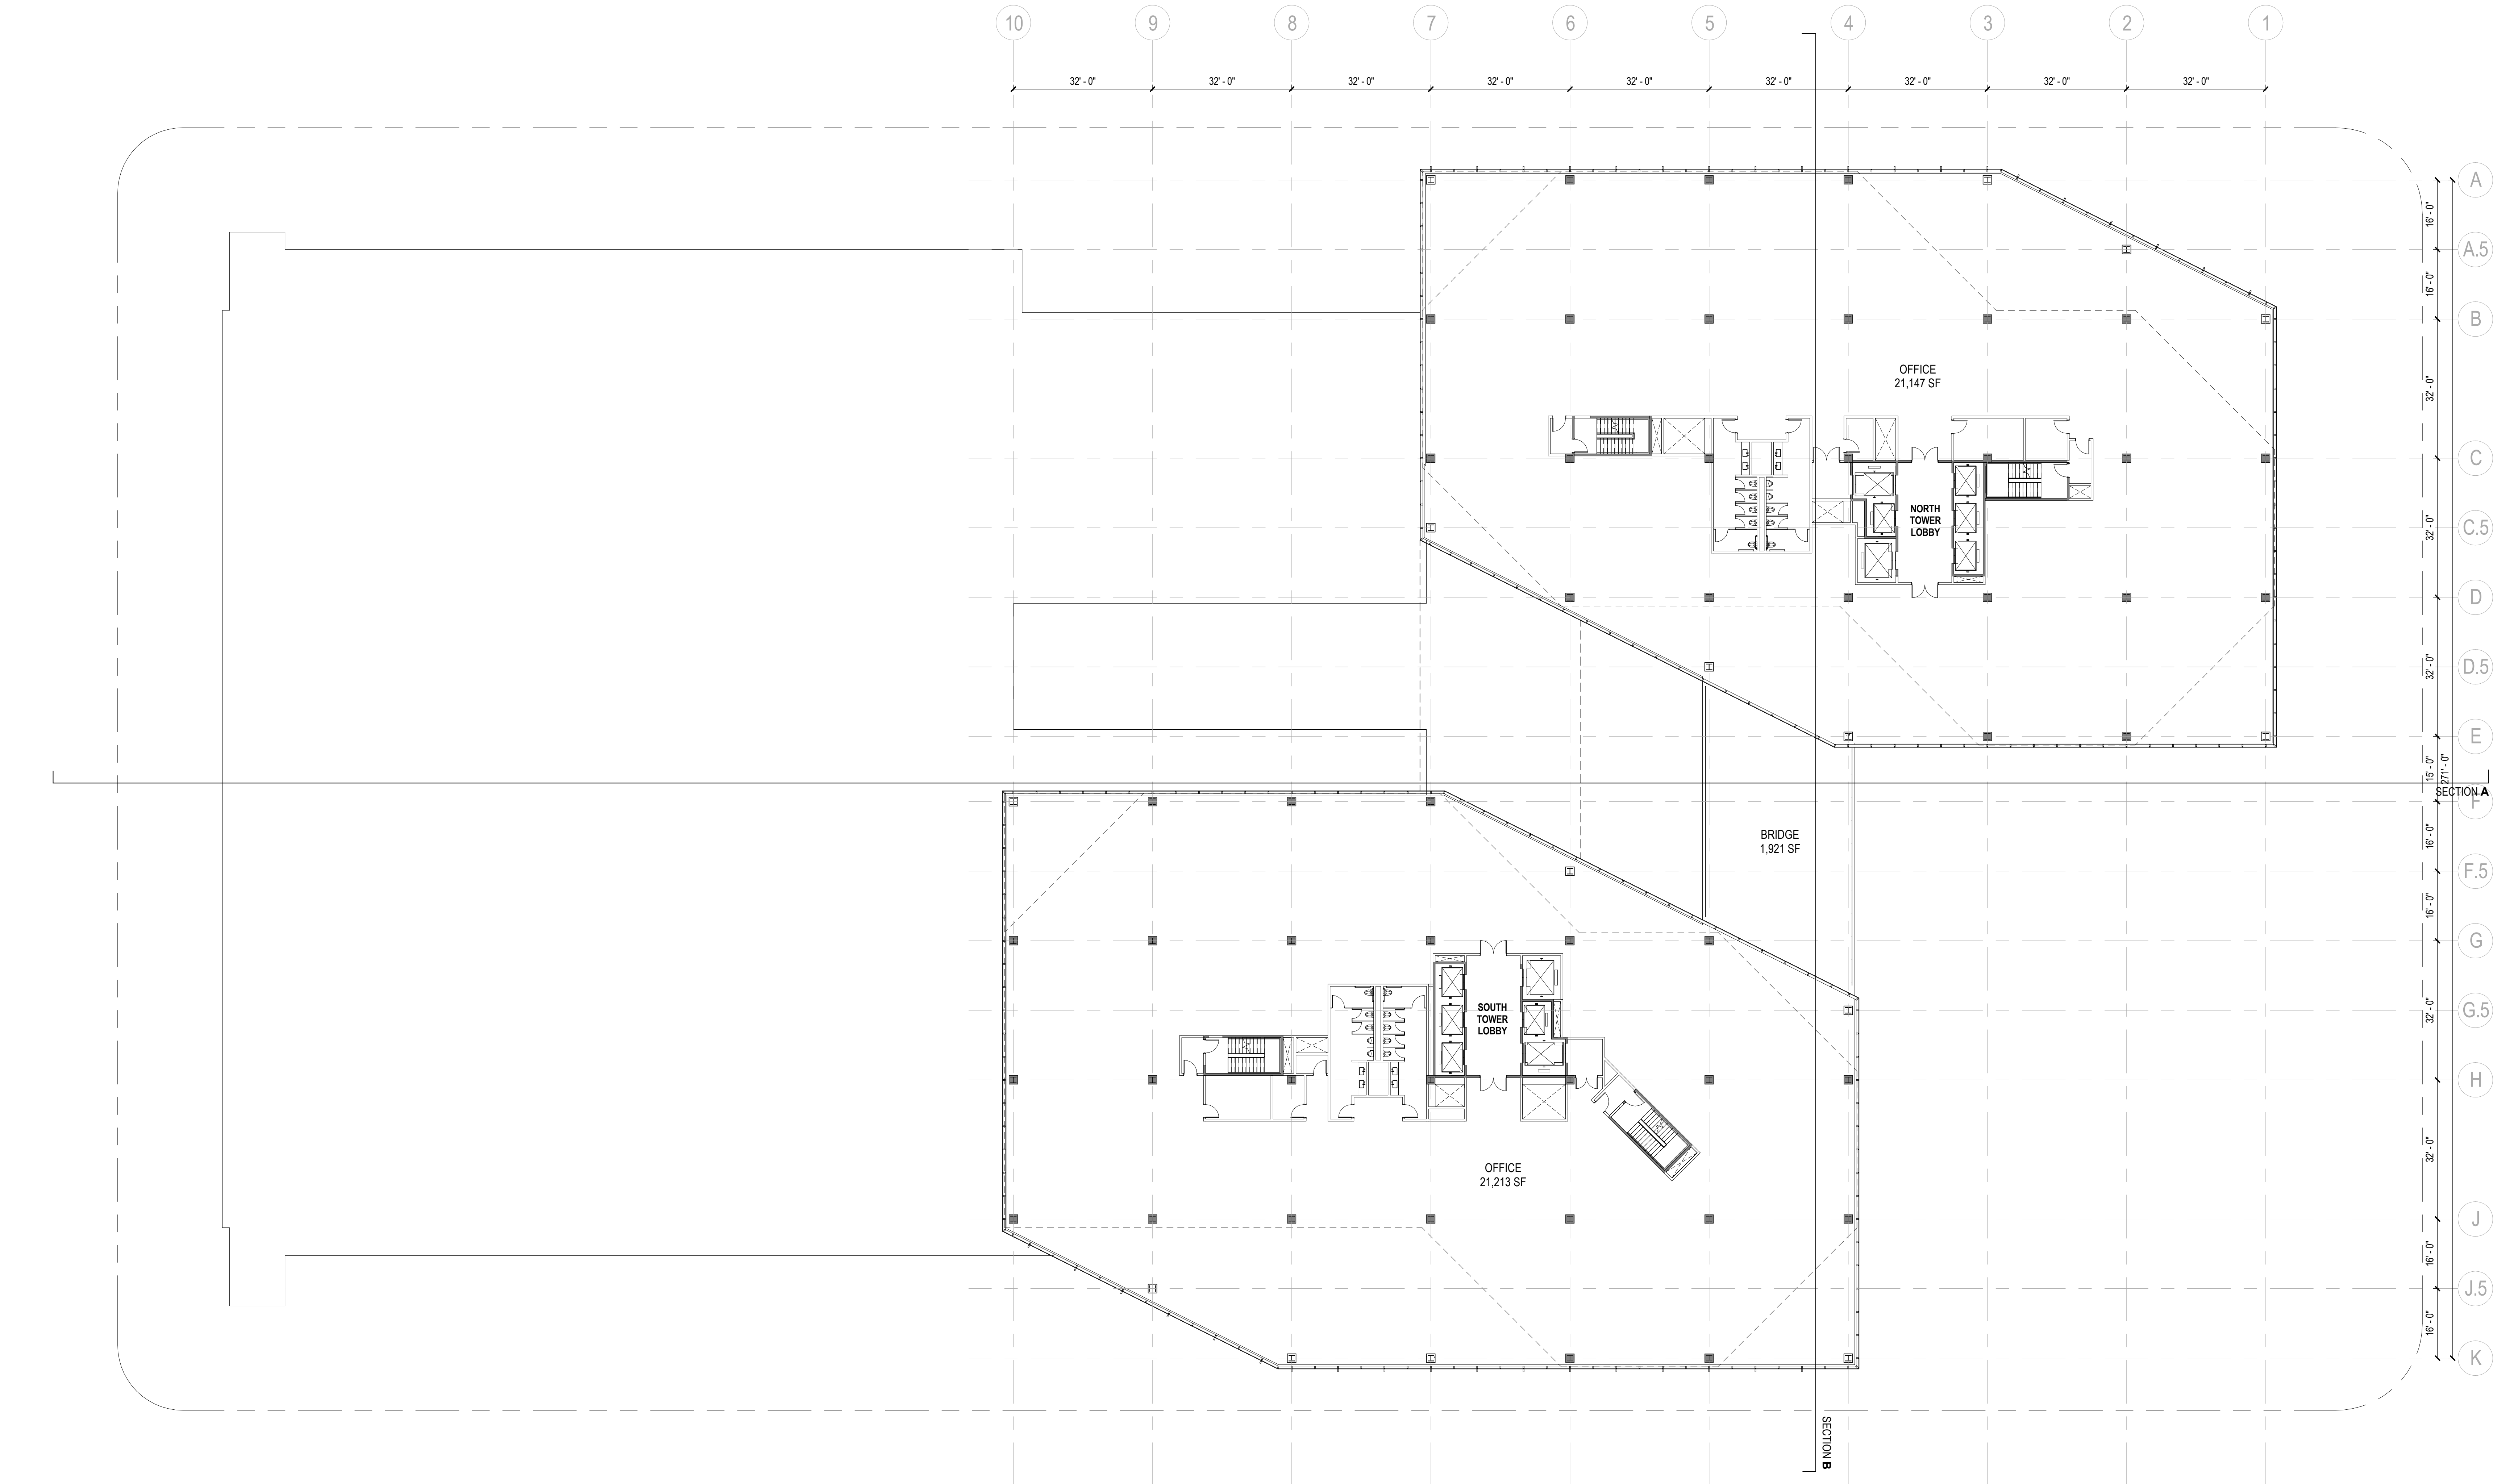 10 9 8 7 6 5 4 3 2 1
32' - 0" 32' - 0" 32' - 0" 32' - 0" 32' - 0" 32' - 0" 32' - 0" 32' - 0" 32' - 0"
A
16' - 0"
A.5
16' - 0"
B
32' - 0"
C
32' - 0"
C.5
D
32' - 0"
D.5
E
15' - 0"
271' - 0"
F
16' - 0"
F.5
16' - 0"
G
32' - 0"
G.5
H
32' - 0"
J
16' - 0"
J.5
16' - 0"
K
OFFICE
21,147 SF
NORTH
TOWER
LOBBY
SECTION A
BRIDGE
1,921 SF
SOUTH
TOWER
LOBBY
OFFICE
21,213 SF
SECTION B